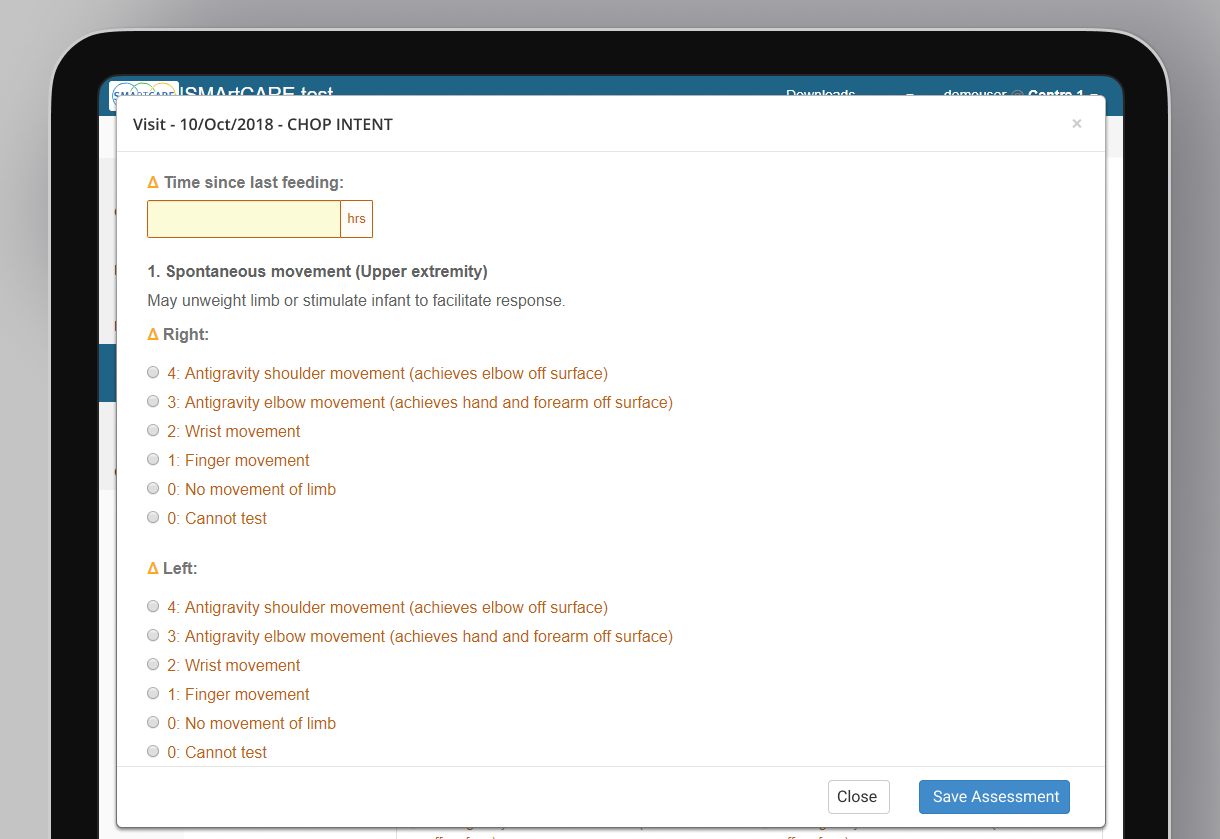 SMARTCARE
SMArtCARE test
Downloads
demouser @ Centre 1
Visit - 10/Oct/2018 - CHOP INTENT
×
Δ Time since last feeding:
hrs
1. Spontaneous movement (Upper extremity)
May unweight limb or stimulate infant to facilitate response.
Δ Right:
4: Antigravity shoulder movement (achieves elbow off surface)
3: Antigravity elbow movement (achieves hand and forearm off surface)
2: Wrist movement
1: Finger movement
0: No movement of limb
0: Cannot test
Δ Left:
4: Antigravity shoulder movement (achieves elbow off surface)
3: Antigravity elbow movement (achieves hand and forearm off surface)
2: Wrist movement
1: Finger movement
0: No movement of limb
0: Cannot test
Close
Save Assessment